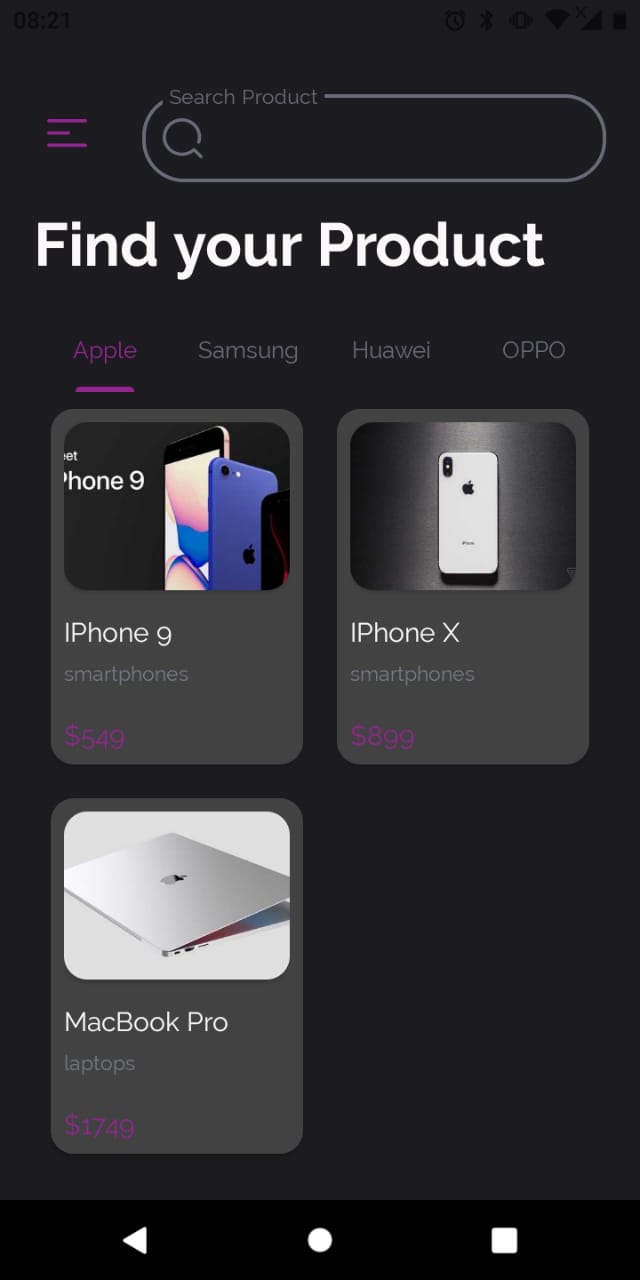 08:21
Search Product
Find your Product
Apple Samsung Huawei OPPO
eet
Phone 9
iPhone
IPhone 9
IPhone X
smartphones
smartphones
$549
$899
MacBook Pro
laptops
$1749